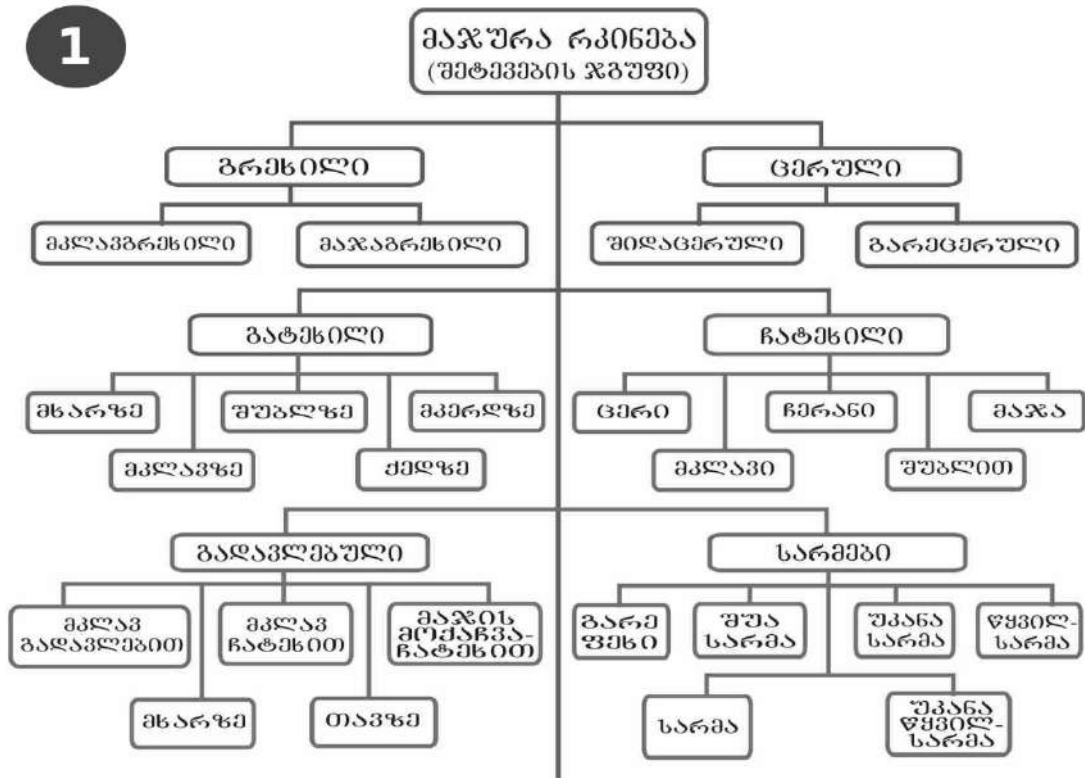 1
მაჯურა რკინება
(შეტევების ჯგუფი)
გრეხილი
ცერული
მკლავგრეხილი
მაჯაგრეხილი
შიდაცერული
გარეცერული
გატეხილი
ჩატეხილი
მხარზე
შუბლზე
მკერდზე
ცერი
ჩერანი
მაჯა
მკლავზე
ქედზე
მკლავი
შუბლით
გადავლებული
სარმები
მკლავ
გადავლებით
მკლავ
ჩატეხით
მაჯის
მოქაჩვა-
ჩატეხით
გარე
ფეხი
შუა
სარმა
უკანა
სარმა
წყვილ-
სარმა
მხარზე
თავზე
სარმა
უკანა
წყვილ-
სარმა